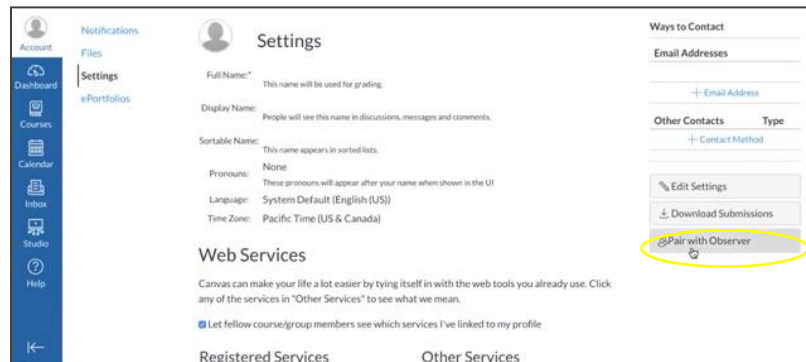 Account
Dashboard
Courses
Calendar
Inbox
Studio
Help
Notifications
Files
Settings
ePortfolios
Settings
Full Name:*
This name will be used for grading.
Display Name:
People will see this name in discussions, messages and comments.
Sortable Name:
This name appears in sorted lists.
Pronouns: None
These pronouns will appear after your name when shown in the UI
Language: System Default (English (US))
Time Zone: Pacific Time (US & Canada)
Web Services
Canvas can make your life a lot easier by tying itself in with the web tools you already use. Click
any of the services in "Other Services" to see what we mean.
Let fellow course/group members see which services I've linked to my profile
Registered Services Other Services
Ways to Contact
Email Addresses
+ Email Address
Other Contacts Type
+ Contact Method
Edit Settings
Download Submissions
Pair with Observer